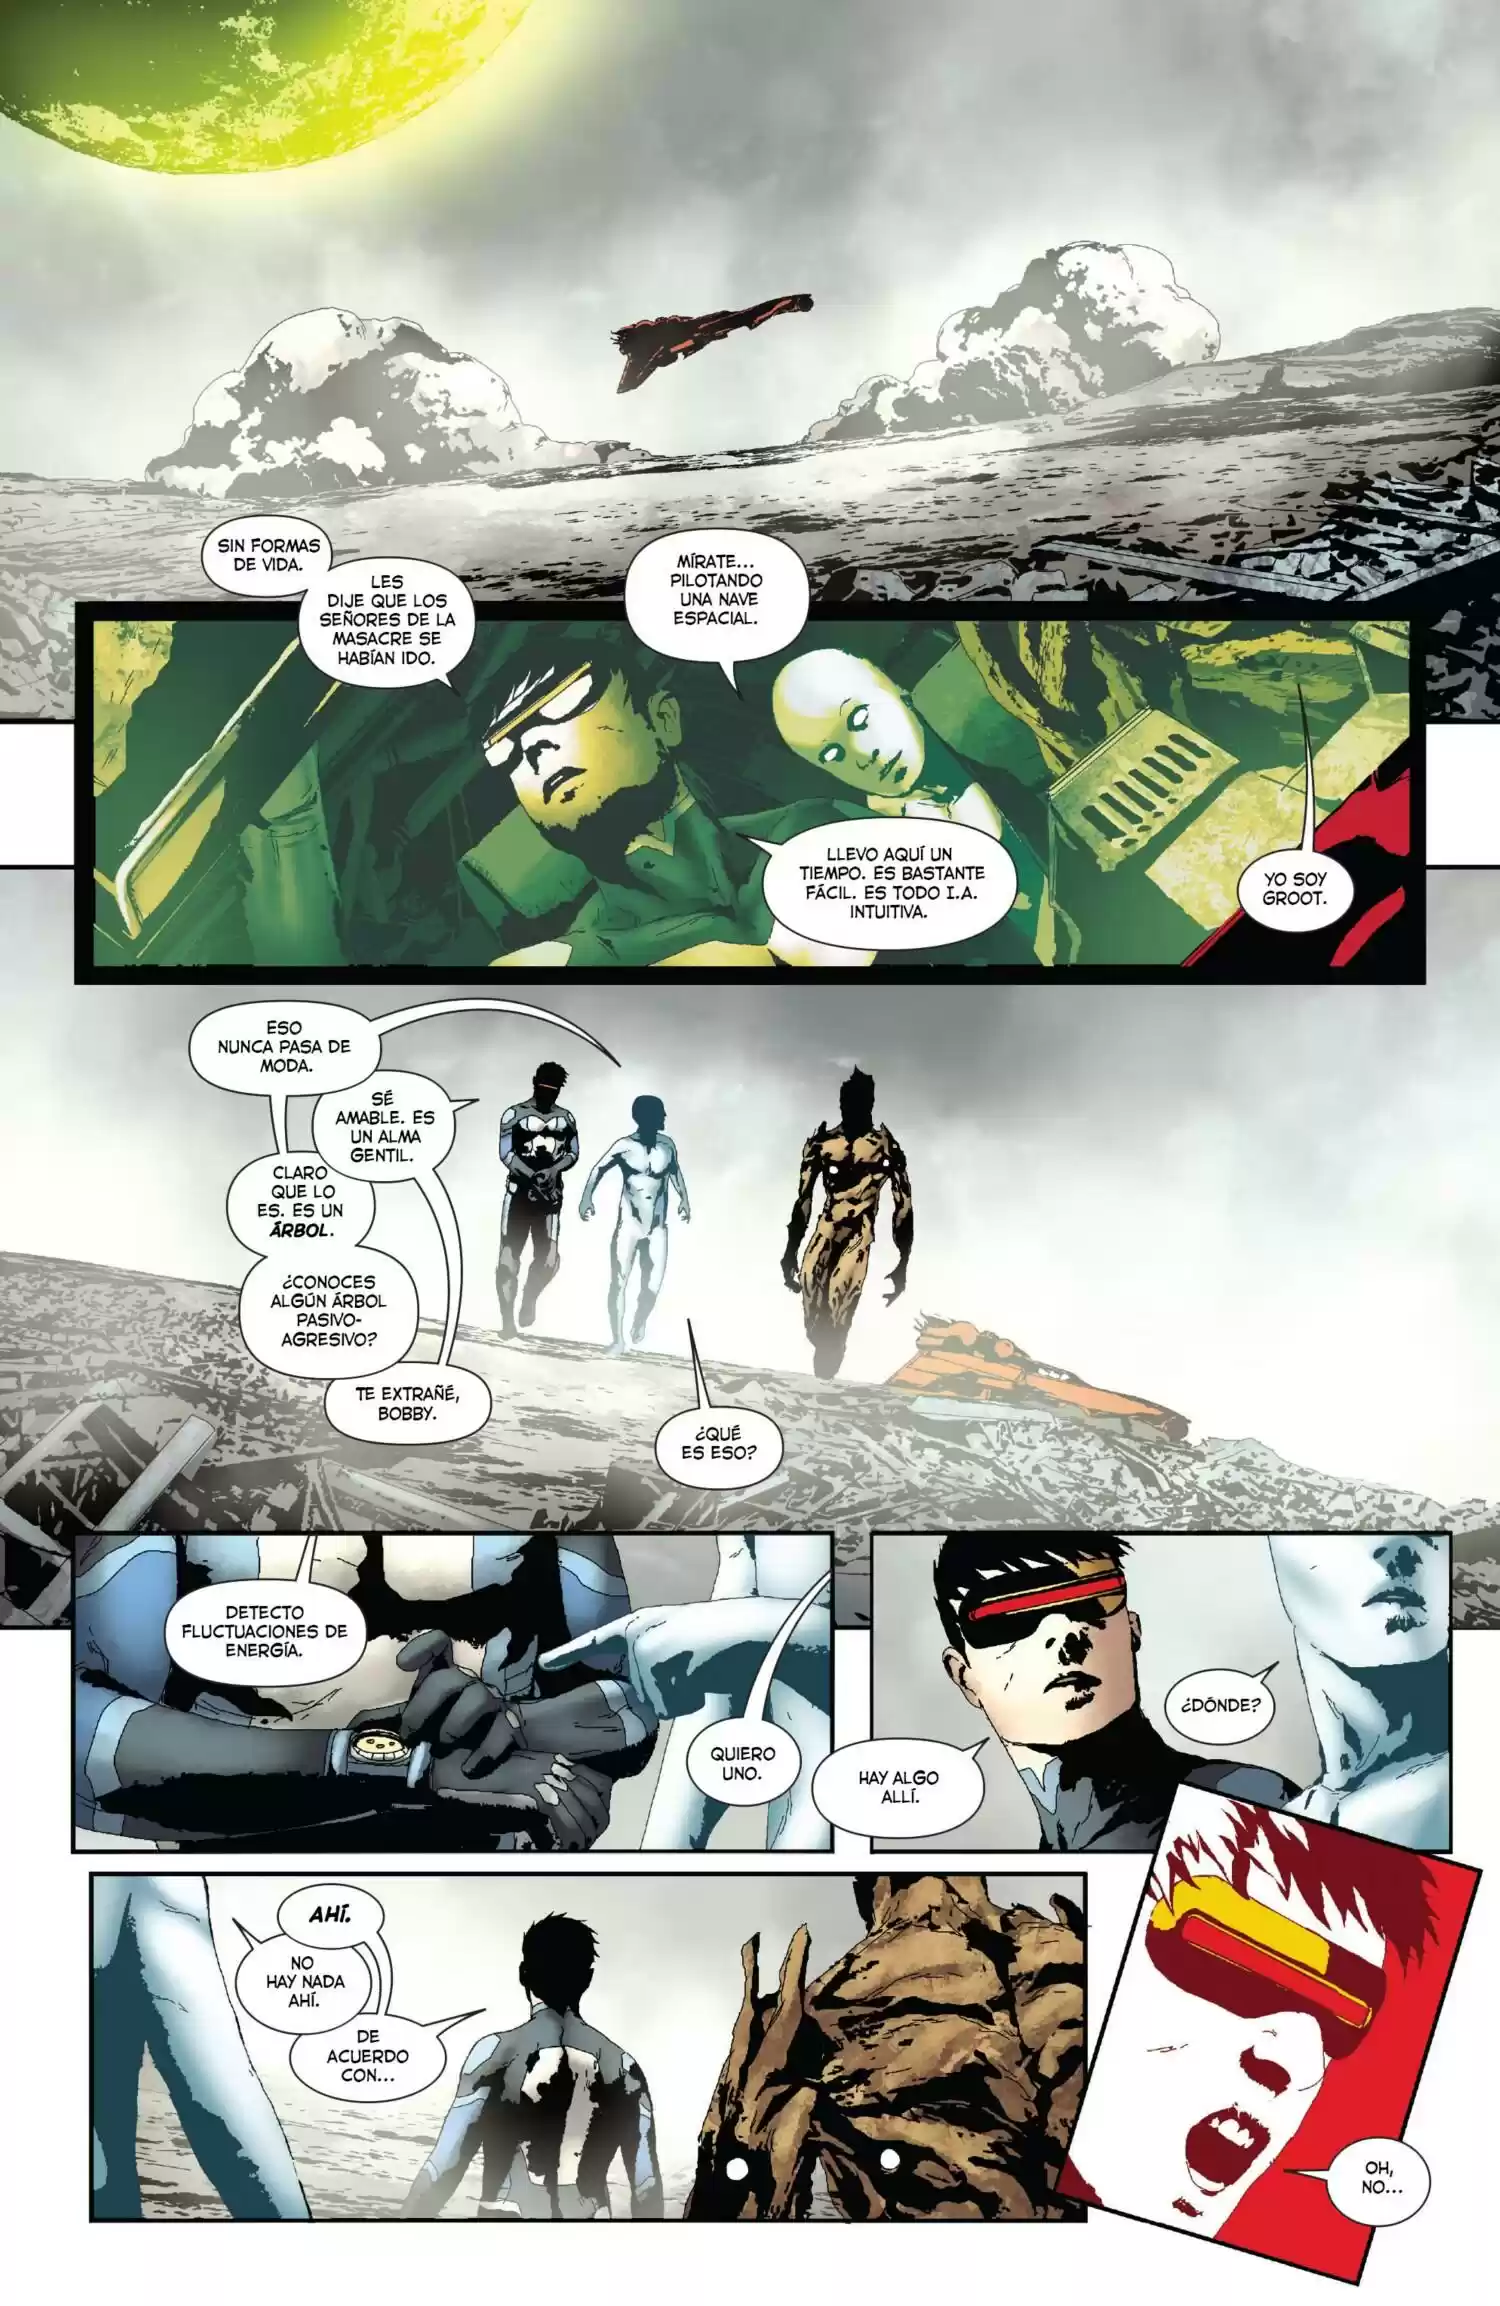 SIN FORMAS
DE VIDA.
LES
DIJE QUE LOS
SEÑORES DE LA
MASACRE SE
HABÍAN IDO.
MÍRATE...
PILOTANDO
UNA NAVE
ESPACIAL.
LLEVO AQUÍ UN
TIEMPO. ES BASTANTE
FÁCIL. ES TODO I.A.
INTUITIVA.
YO SOY
GROOT.
ESO
NUNCA PASA DE
MODA.
SÉ
AMABLE. ES
UN ALMA
GENTIL.
CLARO
QUE LO
ES. ES UN
ÁRBOL.
¿CONOCES
ALGÚN ÁRBOL
PASIVO-
AGRESIVO?
TE EXTRAÑÉ,
BOBBY.
¿QUÉ
ES ESO?
DETECTO
FLUCTUACIONES DE
ENERGÍA.
QUIERO
UNO.
HAY ALGO
ALLÍ.
¿DÓNDE?
AHÍ.
NO
HAY NADA
AHÍ.
DE
ACUERDO
CON...
OH,
NO...